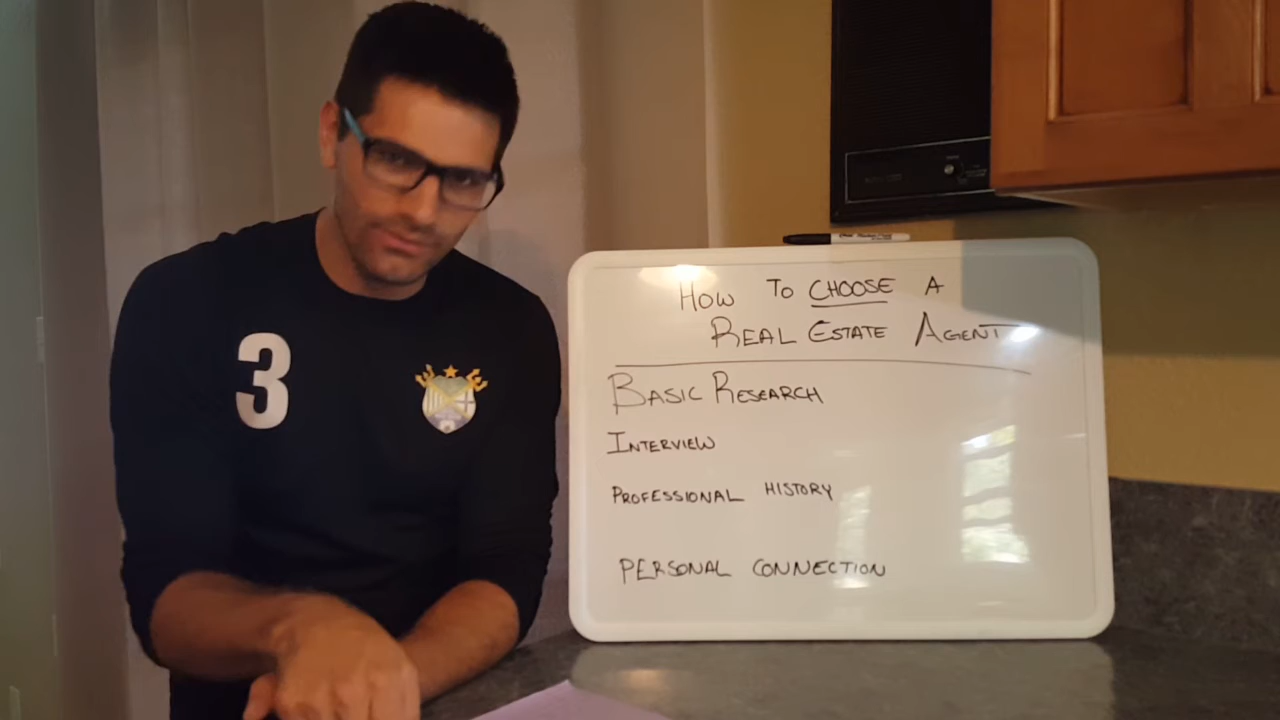 3
HOW TO CHOOSE A
REAL ESTATE AGENT
BASIC RESEARCH
INTERVIEW
PROFESSIONAL HISTORY
PERSONAL CONNECTION